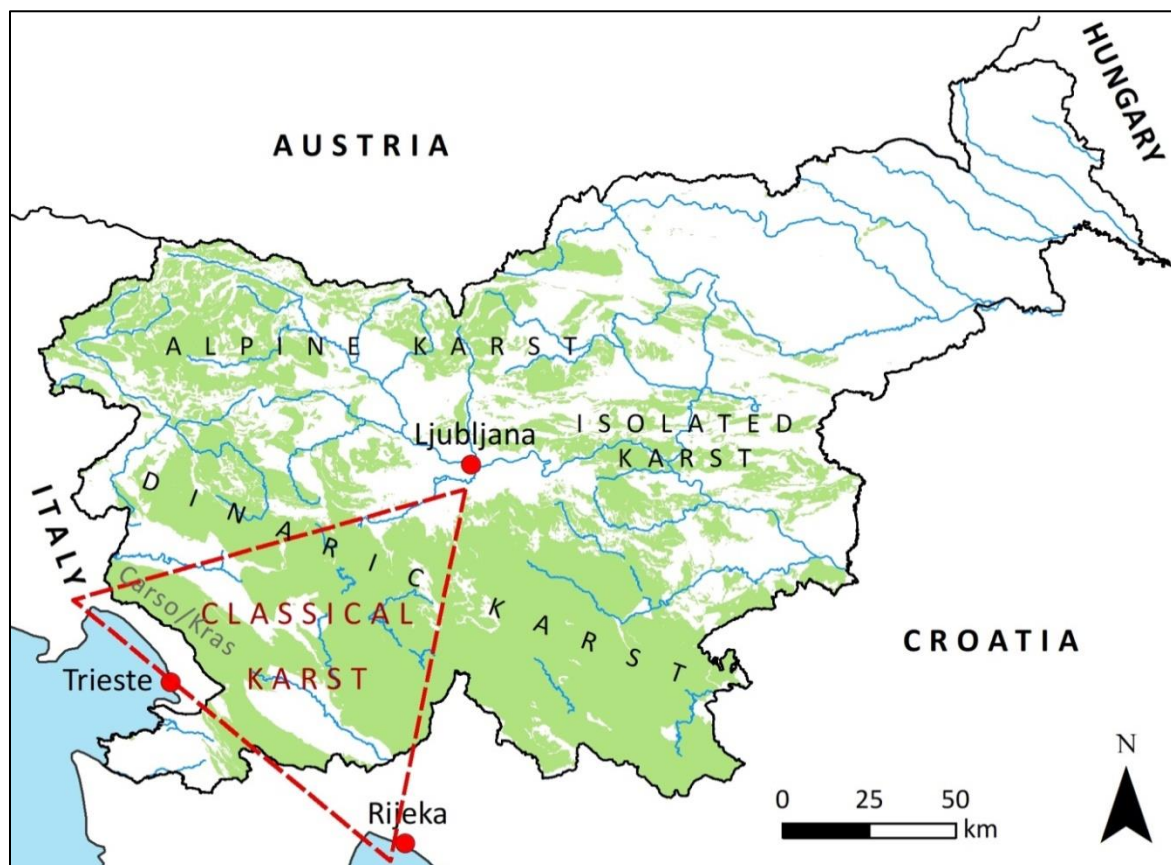 HUNGARY
AUSTRIA
ALPINE KARST
ISOLATED
KARST
Ljubljana
DINARIC KARST
ITALY
Carso/Kras
CLASSICAL
KARST
CROATIA
Trieste
Rijeka
N
0 25 50
km